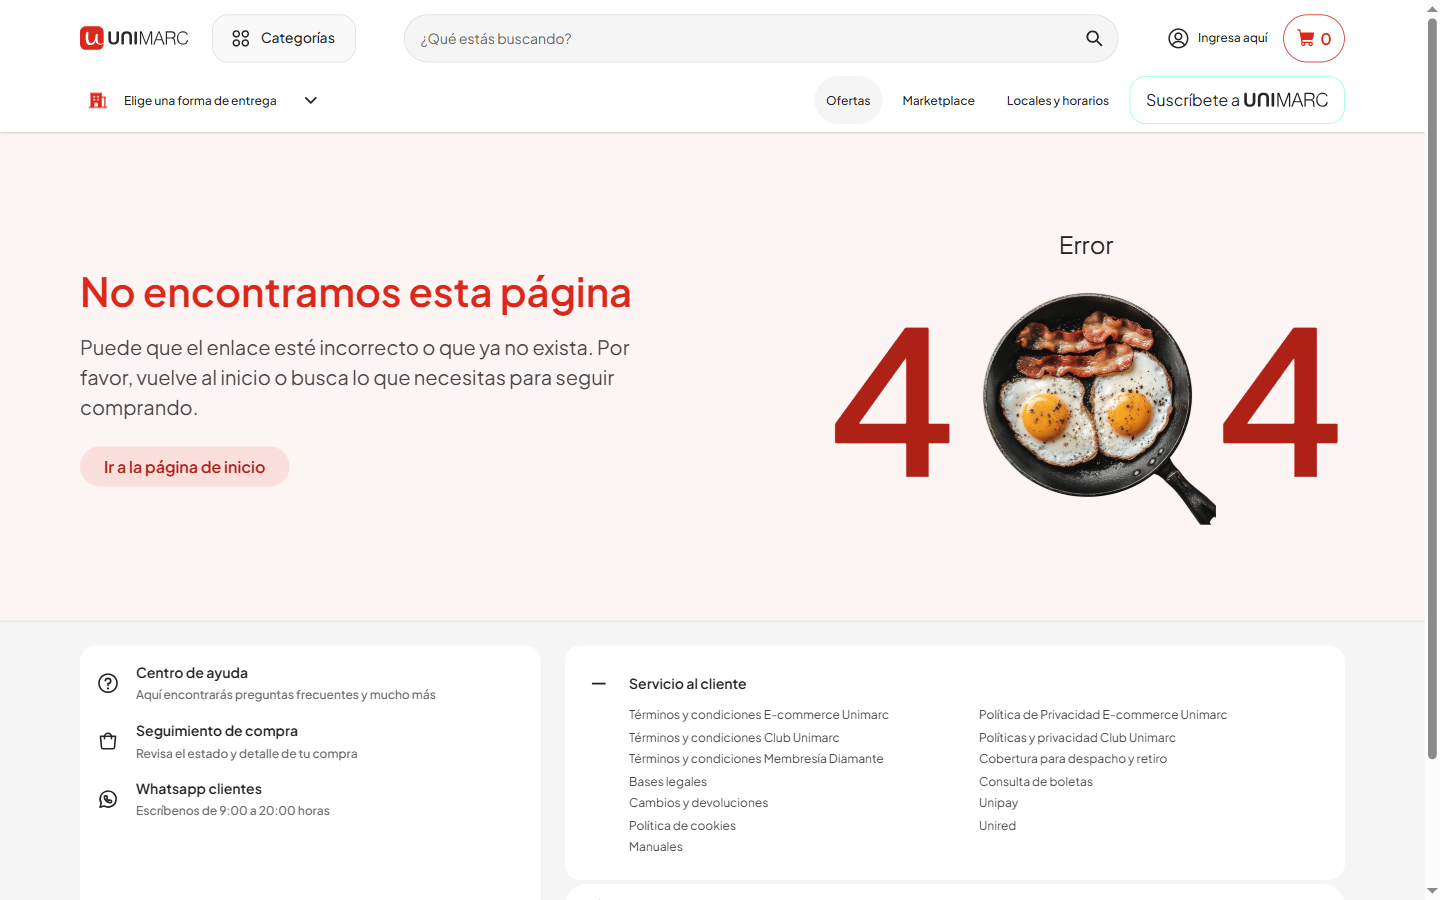 UNIMARC
Categorías
¿Qué estás buscando?
Ingresa aquí
0
Elige una forma de entrega
Ofertas
Marketplace
Locales y horarios
Suscríbete a UNIMARC
No encontramos esta página
Puede que el enlace esté incorrecto o que ya no exista. Por
favor, vuelve al inicio o busca lo que necesitas para seguir
comprando.
Ir a la página de inicio
Error
4 4
Centro de ayuda
Aquí encontrarás preguntas frecuentes y mucho más
Seguimiento de compra
Revisa el estado y detalle de tu compra
Whatsapp clientes
Escríbenos de 9:00 a 20:00 horas
Servicio al cliente
Términos y condiciones E-commerce Unimarc
Términos y condiciones Club Unimarc
Términos y condiciones Membresía Diamante
Bases legales
Cambios y devoluciones
Política de cookies
Manuales
Política de Privacidad E-commerce Unimarc
Políticas y privacidad Club Unimarc
Cobertura para despacho y retiro
Consulta de boletas
Unipay
Unired